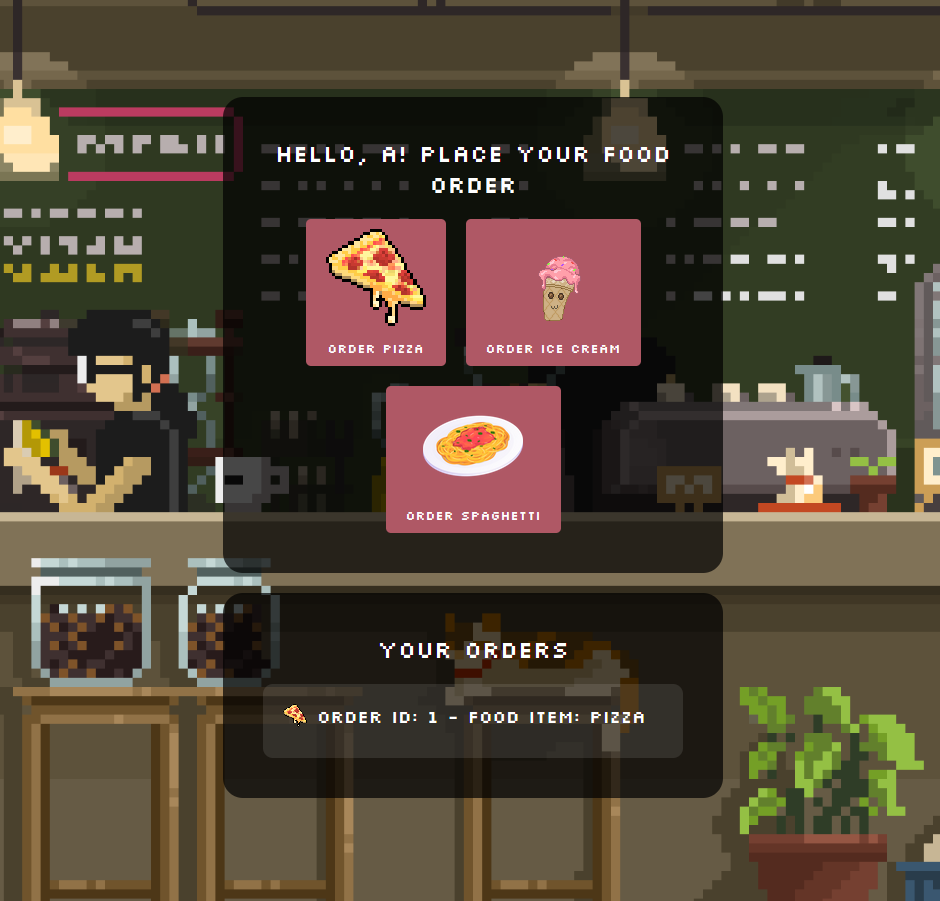 HELLO, A! PLACE YOUR FOOD
ORDER
ORDER PIZZA
ORDER ICE CREAM
ORDER SPAGHETTI
YOUR ORDERS
ORDER ID: 1 - FOOD ITEM: PIZZA